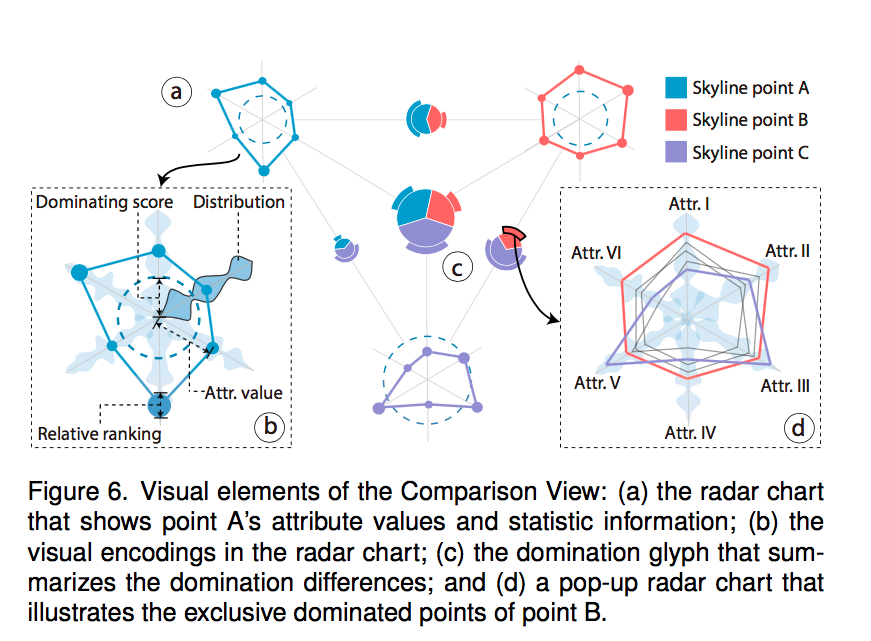 a
Skyline point A
Skyline point B
Skyline point C
Dominating score
Distribution
Attr. value
Relative ranking
b
c
Attr. I
Attr. II
Attr. VI
Attr. V
Attr. III
Attr. IV
d
Figure 6. Visual elements of the Comparison View: (a) the radar chart
that shows point A's attribute values and statistic information; (b) the
visual encodings in the radar chart; (c) the domination glyph that sum-
marizes the domination differences; and (d) a pop-up radar chart that
illustrates the exclusive dominated points of point B.